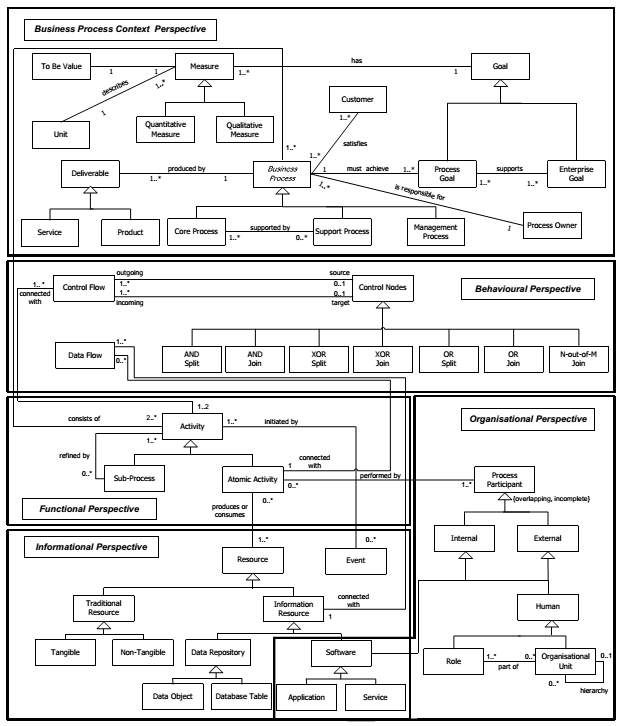 Business Process Context Perspective
To Be Value
1
1
Measure
1..*
has
1
Goal
describes
1..*
1
Unit
Quantitative
Measure
Qualitative
Measure
Customer
1..*
satisfies
1..*
1..*
Deliverable
1..*
produced by
1
Business
Process
1
must achieve
1..*
Process
Goal
1..*
supports
1..*
Enterprise
Goal
1..*
is responsible for
1
Process Owner
Service
Product
Core Process
1..*
supported by
0..*
Support Process
Management
Process
Behavioural Perspective
1..*
connected
with
Control Flow
outgoing
1..*
1..*
incoming
source
0..1
0..1
target
Control Nodes
Data Flow
1..*
0..*
AND
Split
AND
Join
XOR
Split
XOR
Join
OR
Split
OR
Join
N-out-of-M
Join
Functional Perspective
consists of
2..*
1..2
Activity
1..*
initiated by
1..*
refined by
0..*
Sub-Process
Atomic Activity
1
connected
with
0..*
performed by
0..*
produces or
consumes
Organisational Perspective
1..*
Process
Participant
{overlapping, incomplete}
Internal
External
Human
Role
1..*
part of
0..*
Organisational
Unit
0..1
0..*
hierarchy
Informational Perspective
1..*
Resource
0..*
Event
Traditional
Resource
Information
Resource
1
connected
with
Tangible
Non-Tangible
Data Repository
Software
Data Object
Database Table
Application
Service